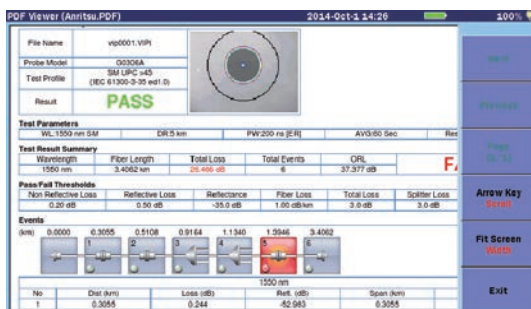 PDF Viewer (Anritsu.PDF) 2014-Oct-1 14:26 100%
File Name vip0001.VIPI
Probe Model G0306A
Test Profile SM UPC >45
(IEC 61300-3-35 ed1.0)
Result PASS
Test Parameters
WL:1550 nm SM DR:5 km PW:200 ns [ER] AVG:60 Sec Res
Test Result Summary
Wavelength Fiber Length Total Loss Total Events ORL
1550 nm 3.4062 km 26.466 dB 6 37.377 dB FA
Pass/Fail Thresholds
Non Reflective Loss Reflective Loss Reflectance Fiber Loss Total Loss Splitter Loss
0.20 dB 0.50 dB -35.0 dB 1.00 dB/km 3.0 dB 3.0 dB
Events
(km) 0.0000 0.3055 0.5108 0.9164 1.1340 1.3946 3.4062
1 2 3 4 5 6
1550 nm
No Dist (km) Loss (dB) Refl. (dB) Span (km)
1 0.3055 0.244 -52.983 0.3055
Arrow Key
Scroll
Fit Screen
Width
Exit